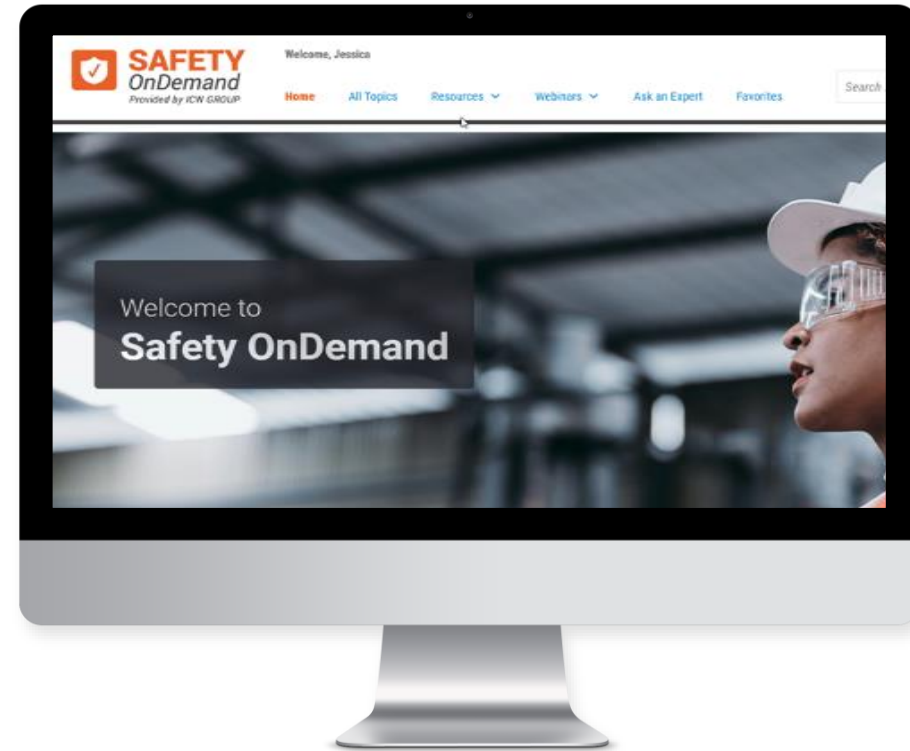 SAFETY
OnDemand
Provided by ICW GROUP
Welcome, Jessica
Home All Topics Resources Webinars Ask an Expert Favorites
Search
Welcome to
Safety OnDemand